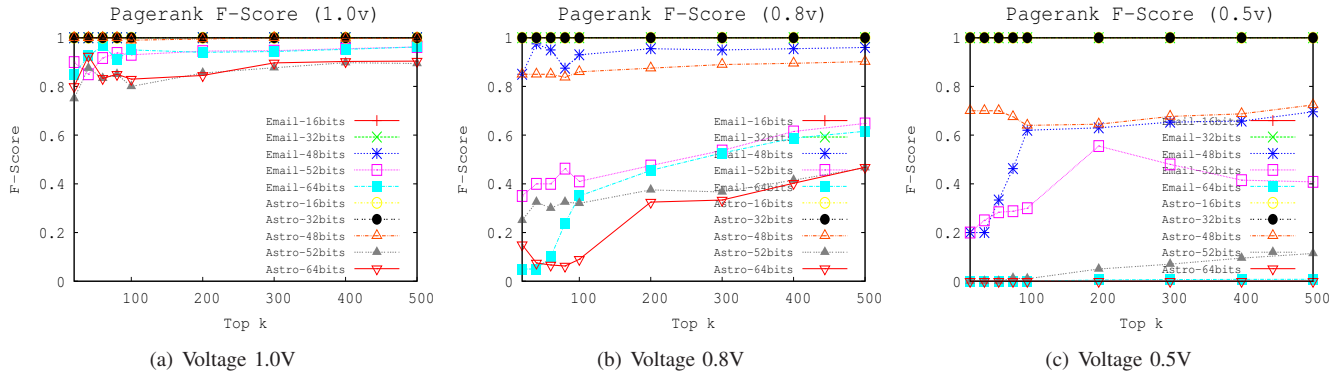 Pagerank F-Score (1.0v)
1
0.8
0.6
0.4
0.2
0
F-Score
Email-16bits
Email-32bits
Email-48bits
Email-52bits
Email-64bits
Astro-16bits
Astro-32bits
Astro-48bits
Astro-52bits
Astro-64bits
100 200 300 400 500
Top k
(a) Voltage 1.0V
Pagerank F-Score (0.8v)
1
0.8
0.6
0.4
0.2
0
F-Score
Email-16bits
Email-32bits
Email-48bits
Email-52bits
Email-64bits
Astro-16bits
Astro-32bits
Astro-48bits
Astro-52bits
Astro-64bits
100 200 300 400 500
Top k
(b) Voltage 0.8V
Pagerank F-Score (0.5v)
1
0.8
0.6
0.4
0.2
0
F-Score
Email-16bits
Email-32bits
Email-48bits
Email-52bits
Email-64bits
Astro-16bits
Astro-32bits
Astro-48bits
Astro-52bits
Astro-64bits
100 200 300 400 500
Top k
(c) Voltage 0.5V